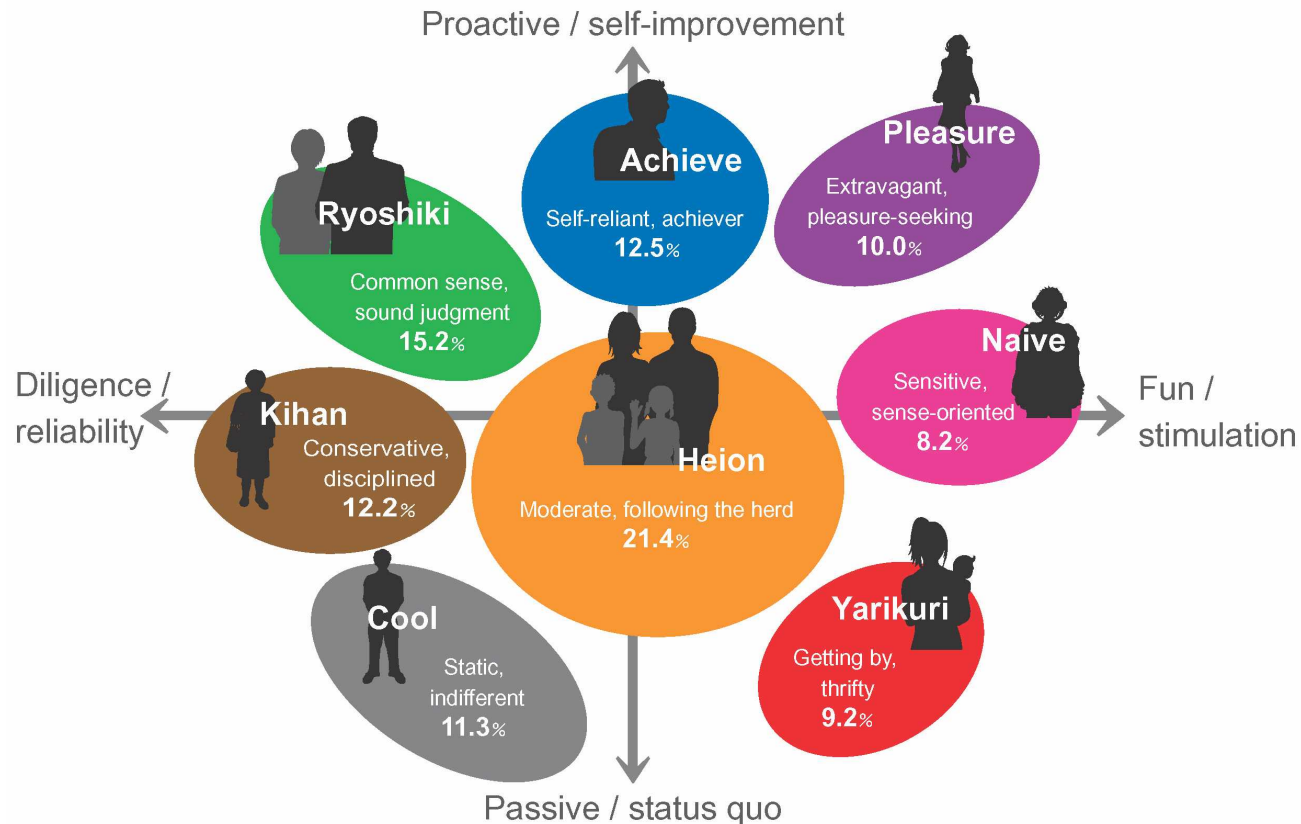 Proactive / self-improvement
Ryoshiki
Common sense,
sound judgment
15.2%
Achieve
Self-reliant, achiever
12.5%
Pleasure
Extravagant,
pleasure-seeking
10.0%
Diligence /
reliability
Kihan
Conservative,
disciplined
12.2%
Heion
Moderate, following the herd
21.4%
Naive
Sensitive,
sense-oriented
8.2%
Fun /
stimulation
Cool
Static,
indifferent
11.3%
Yarikuri
Getting by,
thrifty
9.2%
Passive / status quo